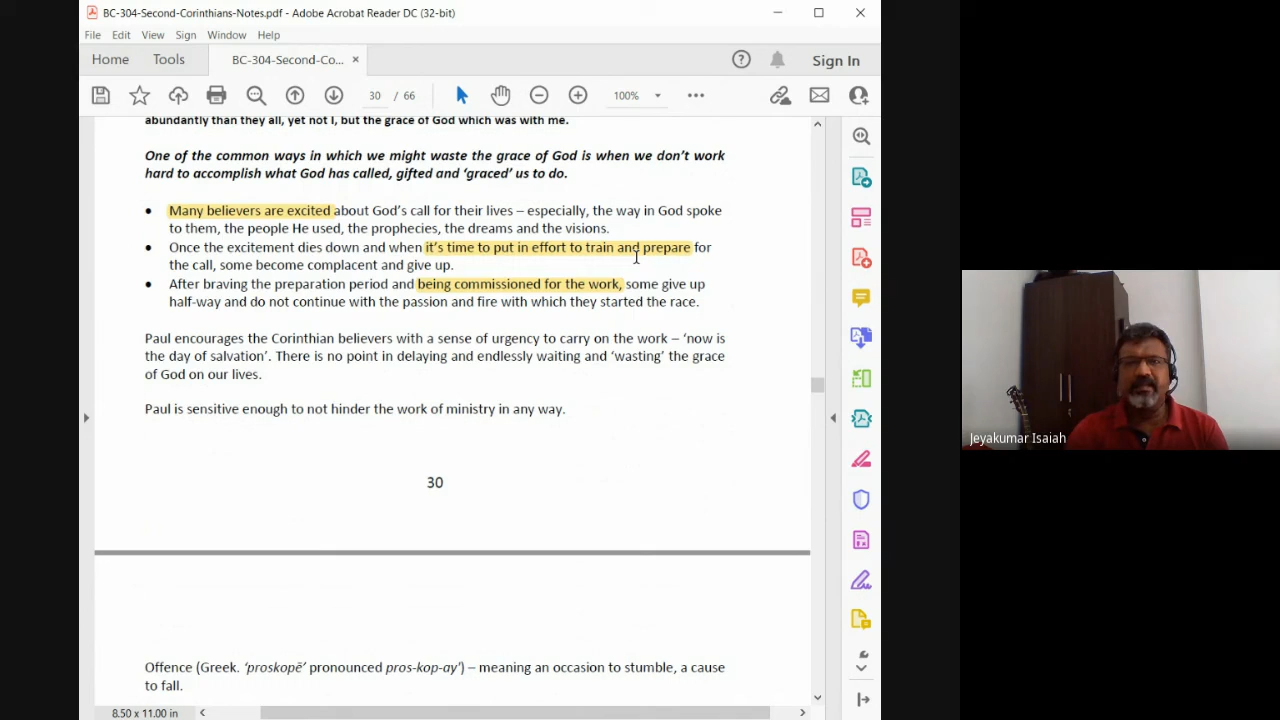 BC-304-Second-Corinthians-Notes.pdf - Adobe Acrobat Reader DC (32-bit)
File Edit View Sign Window Help
Home Tools BC-304-Second-Co... × Sign In
30 / 66 100%
abundantly than they all, yet not I, but the grace of God which was with me.
One of the common ways in which we might waste the grace of God is when we don’t work
hard to accomplish what God has called, gifted and ‘graced’ us to do.
• Many believers are excited about God’s call for their lives – especially, the way in God spoke
to them, the people He used, the prophecies, the dreams and the visions.
• Once the excitement dies down and when it’s time to put in effort to train and prepare for
the call, some become complacent and give up.
• After braving the preparation period and being commissioned for the work, some give up
half-way and do not continue with the passion and fire with which they started the race.
Paul encourages the Corinthian believers with a sense of urgency to carry on the work – ‘now is
the day of salvation’. There is no point in delaying and endlessly waiting and ‘wasting’ the grace
of God on our lives.
Paul is sensitive enough to not hinder the work of ministry in any way.
30
Offence (Greek. ‘proskopē’ pronounced pros-kop-ay’) – meaning an occasion to stumble, a cause
to fall.
8.50 x 11.00 in
Jeyakumar Isaiah